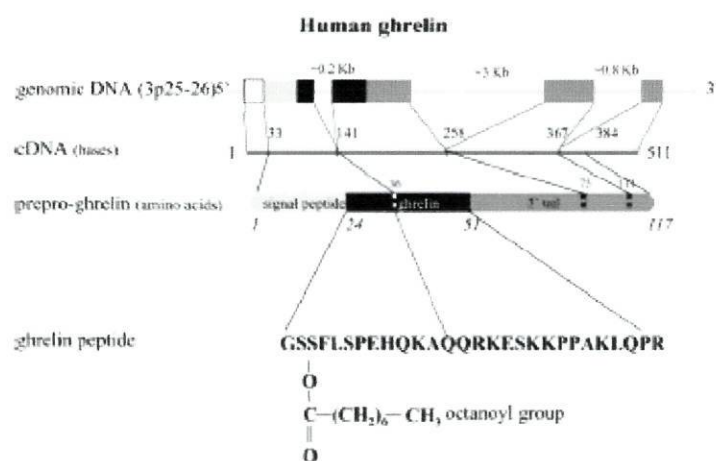 Human ghrelin
~0.2 Kb ~3 Kb ~0.8 Kb
genomic DNA (3p25-26)5' 3
33 141 258 367 384
cDNA (bases) 1 511
36 75
prepro-ghrelin (amino acids) signal peptide ghrelin
1 24 51 117
ghrelin peptide GSSFLSPEHQKAQQRKESKKPPAKLQPR
O
C—(CH2)6—CH3 octanoyl group
O